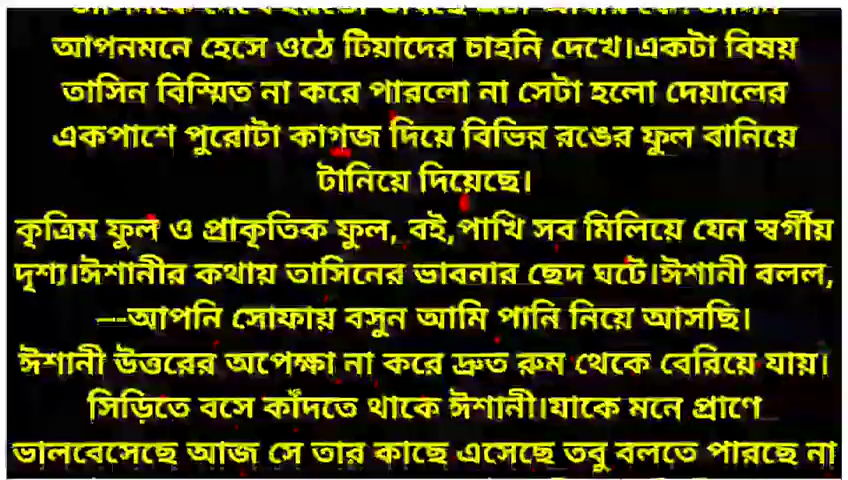 আপনমনে হেসে ওঠে টিয়াদের চাহনি দেখে।একটা বিষয়
তাসিন বিস্মিত না করে পারলো না সেটা হলো দেয়ালের
একপাশে পুরোটা কাগজ দিয়ে বিভিন্ন রঙের ফুল বানিয়ে
টানিয়ে দিয়েছে।
কৃত্রিম ফুল ও প্রাকৃতিক ফুল, বই,পাখি সব মিলিয়ে যেন স্বর্গীয়
দৃশ্য।ঈশানীর কথায় তাসিনের ভাবনার ছেদ ঘটে।ঈশানী বলল,
---আপনি সোফায় বসুন আমি পানি নিয়ে আসছি।
ঈশানী উত্তরের অপেক্ষা না করে দ্রুত রুম থেকে বেরিয়ে যায়।
সিড়িতে বসে কাঁদতে থাকে ঈশানী।যাকে মনে প্রাণে
ভালবেসেছে আজ সে তার কাছে এসেছে তবু বলতে পারছে না